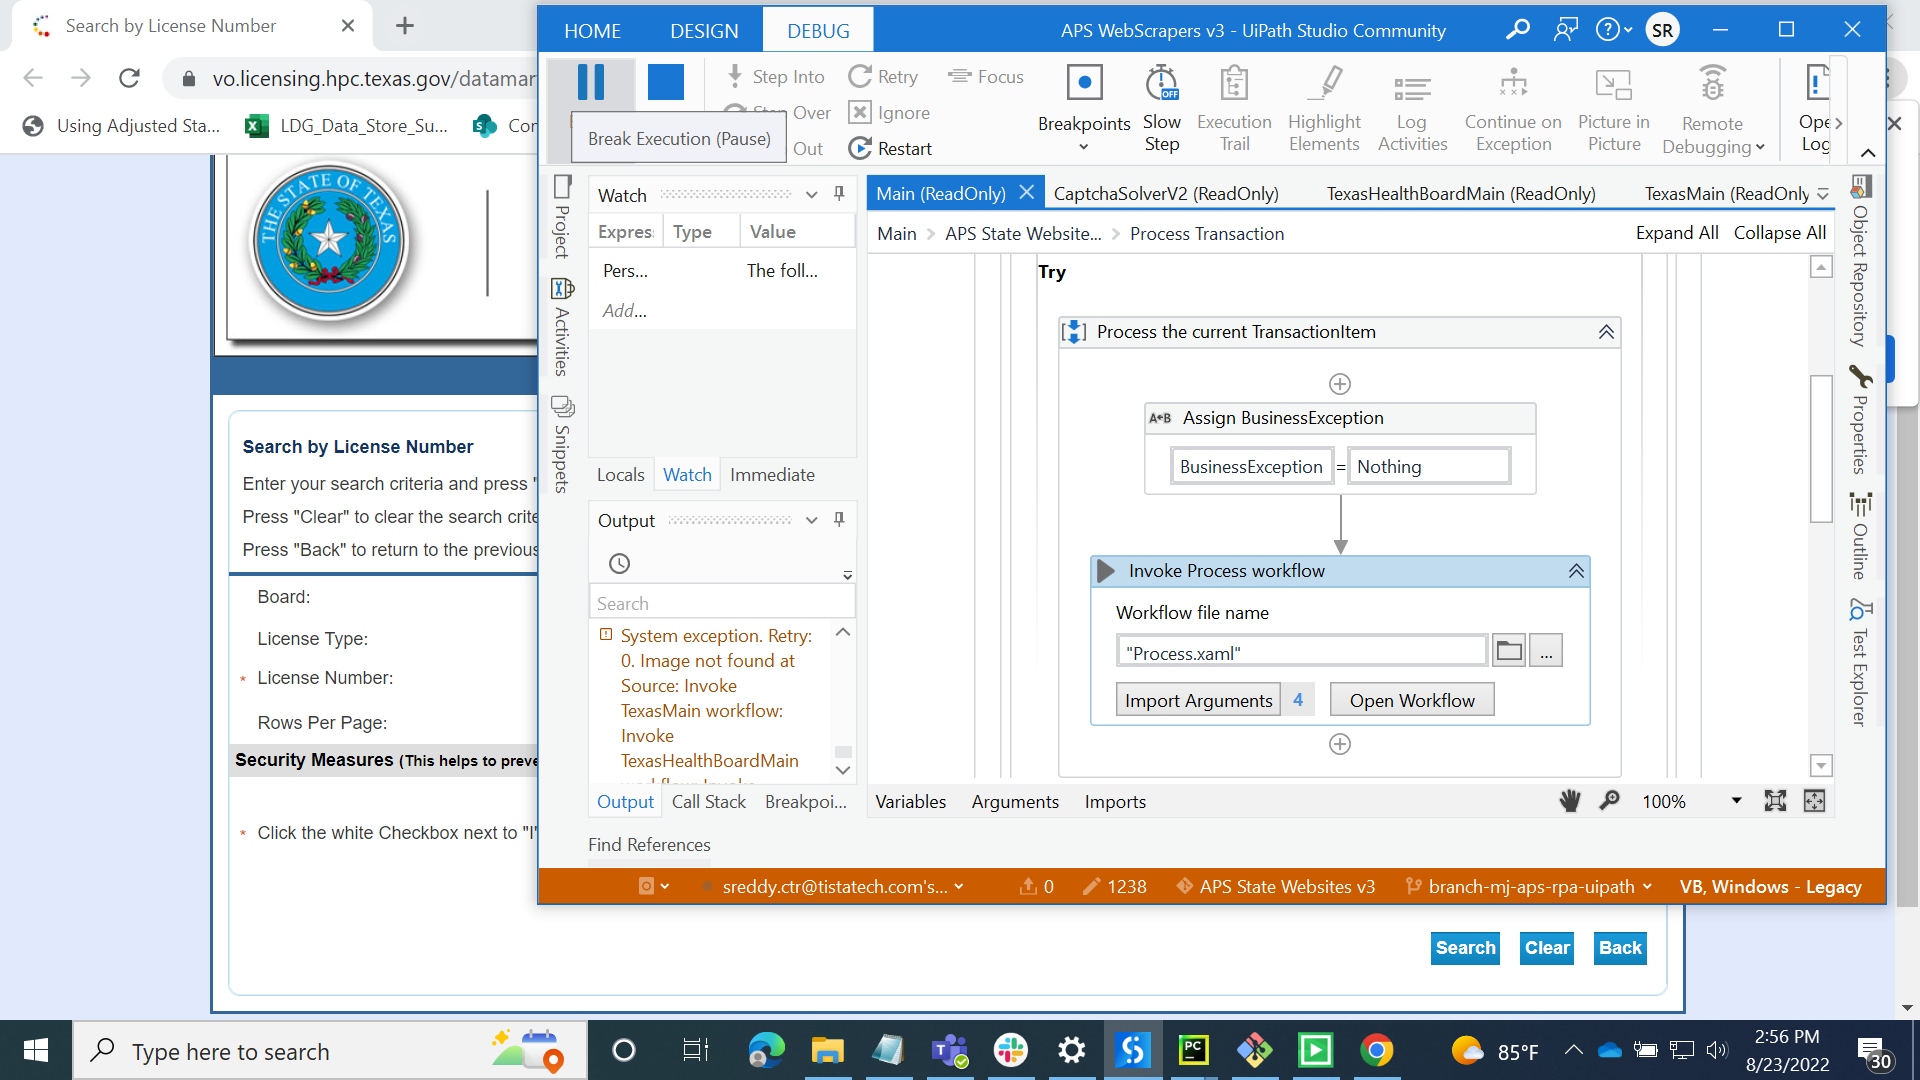 Search by License Number
vo.licensing.hpc.texas.gov/datamar
Using Adjusted Sta...
LDG_Data_Store_Su...
Cor
THE STATE OF TEXAS
Search by License Number
Enter your search criteria and press "
Press "Clear" to clear the search crite
Press "Back" to return to the previous
Board:
License Type:
* License Number:
Rows Per Page:
Security Measures (This helps to preve
* Click the white Checkbox next to "I'
Search Clear Back
HOME DESIGN DEBUG
APS WebScrapers v3 - UiPath Studio Community
SR
Step Into
Step Over
Out
Break Execution (Pause)
Retry
Ignore
Restart
Focus
Breakpoints
Slow Step
OFF
Execution Trail
Highlight Elements
Log Activities
Continue on Exception
Picture in Picture
Remote Debugging
Ope
Log
Project
Activities
Snippets
Watch
Expres Type Value
Pers... The foll...
Add...
Locals Watch Immediate
Output
Search
System exception. Retry:
0. Image not found at
Source: Invoke
TexasMain workflow:
Invoke
TexasHealthBoardMain
Output Call Stack Breakpoi...
Find References
Main (ReadOnly) CaptchaSolverV2 (ReadOnly) TexasHealthBoardMain (ReadOnly) TexasMain (ReadOnly
Main > APS State Website... > Process Transaction
Expand All Collapse All
Try
Process the current TransactionItem
A←B Assign BusinessException
BusinessException = Nothing
Invoke Process workflow
Workflow file name
"Process.xaml"
...
Import Arguments 4 Open Workflow
Variables Arguments Imports
100%
Object Repository
Properties
Outline
Test Explorer
sreddy.ctr@tistatech.com's... 0 1238 APS State Websites v3 branch-mj-aps-rpa-uipath VB, Windows - Legacy
Type here to search
PC
85°F
2:56 PM
8/23/2022
30